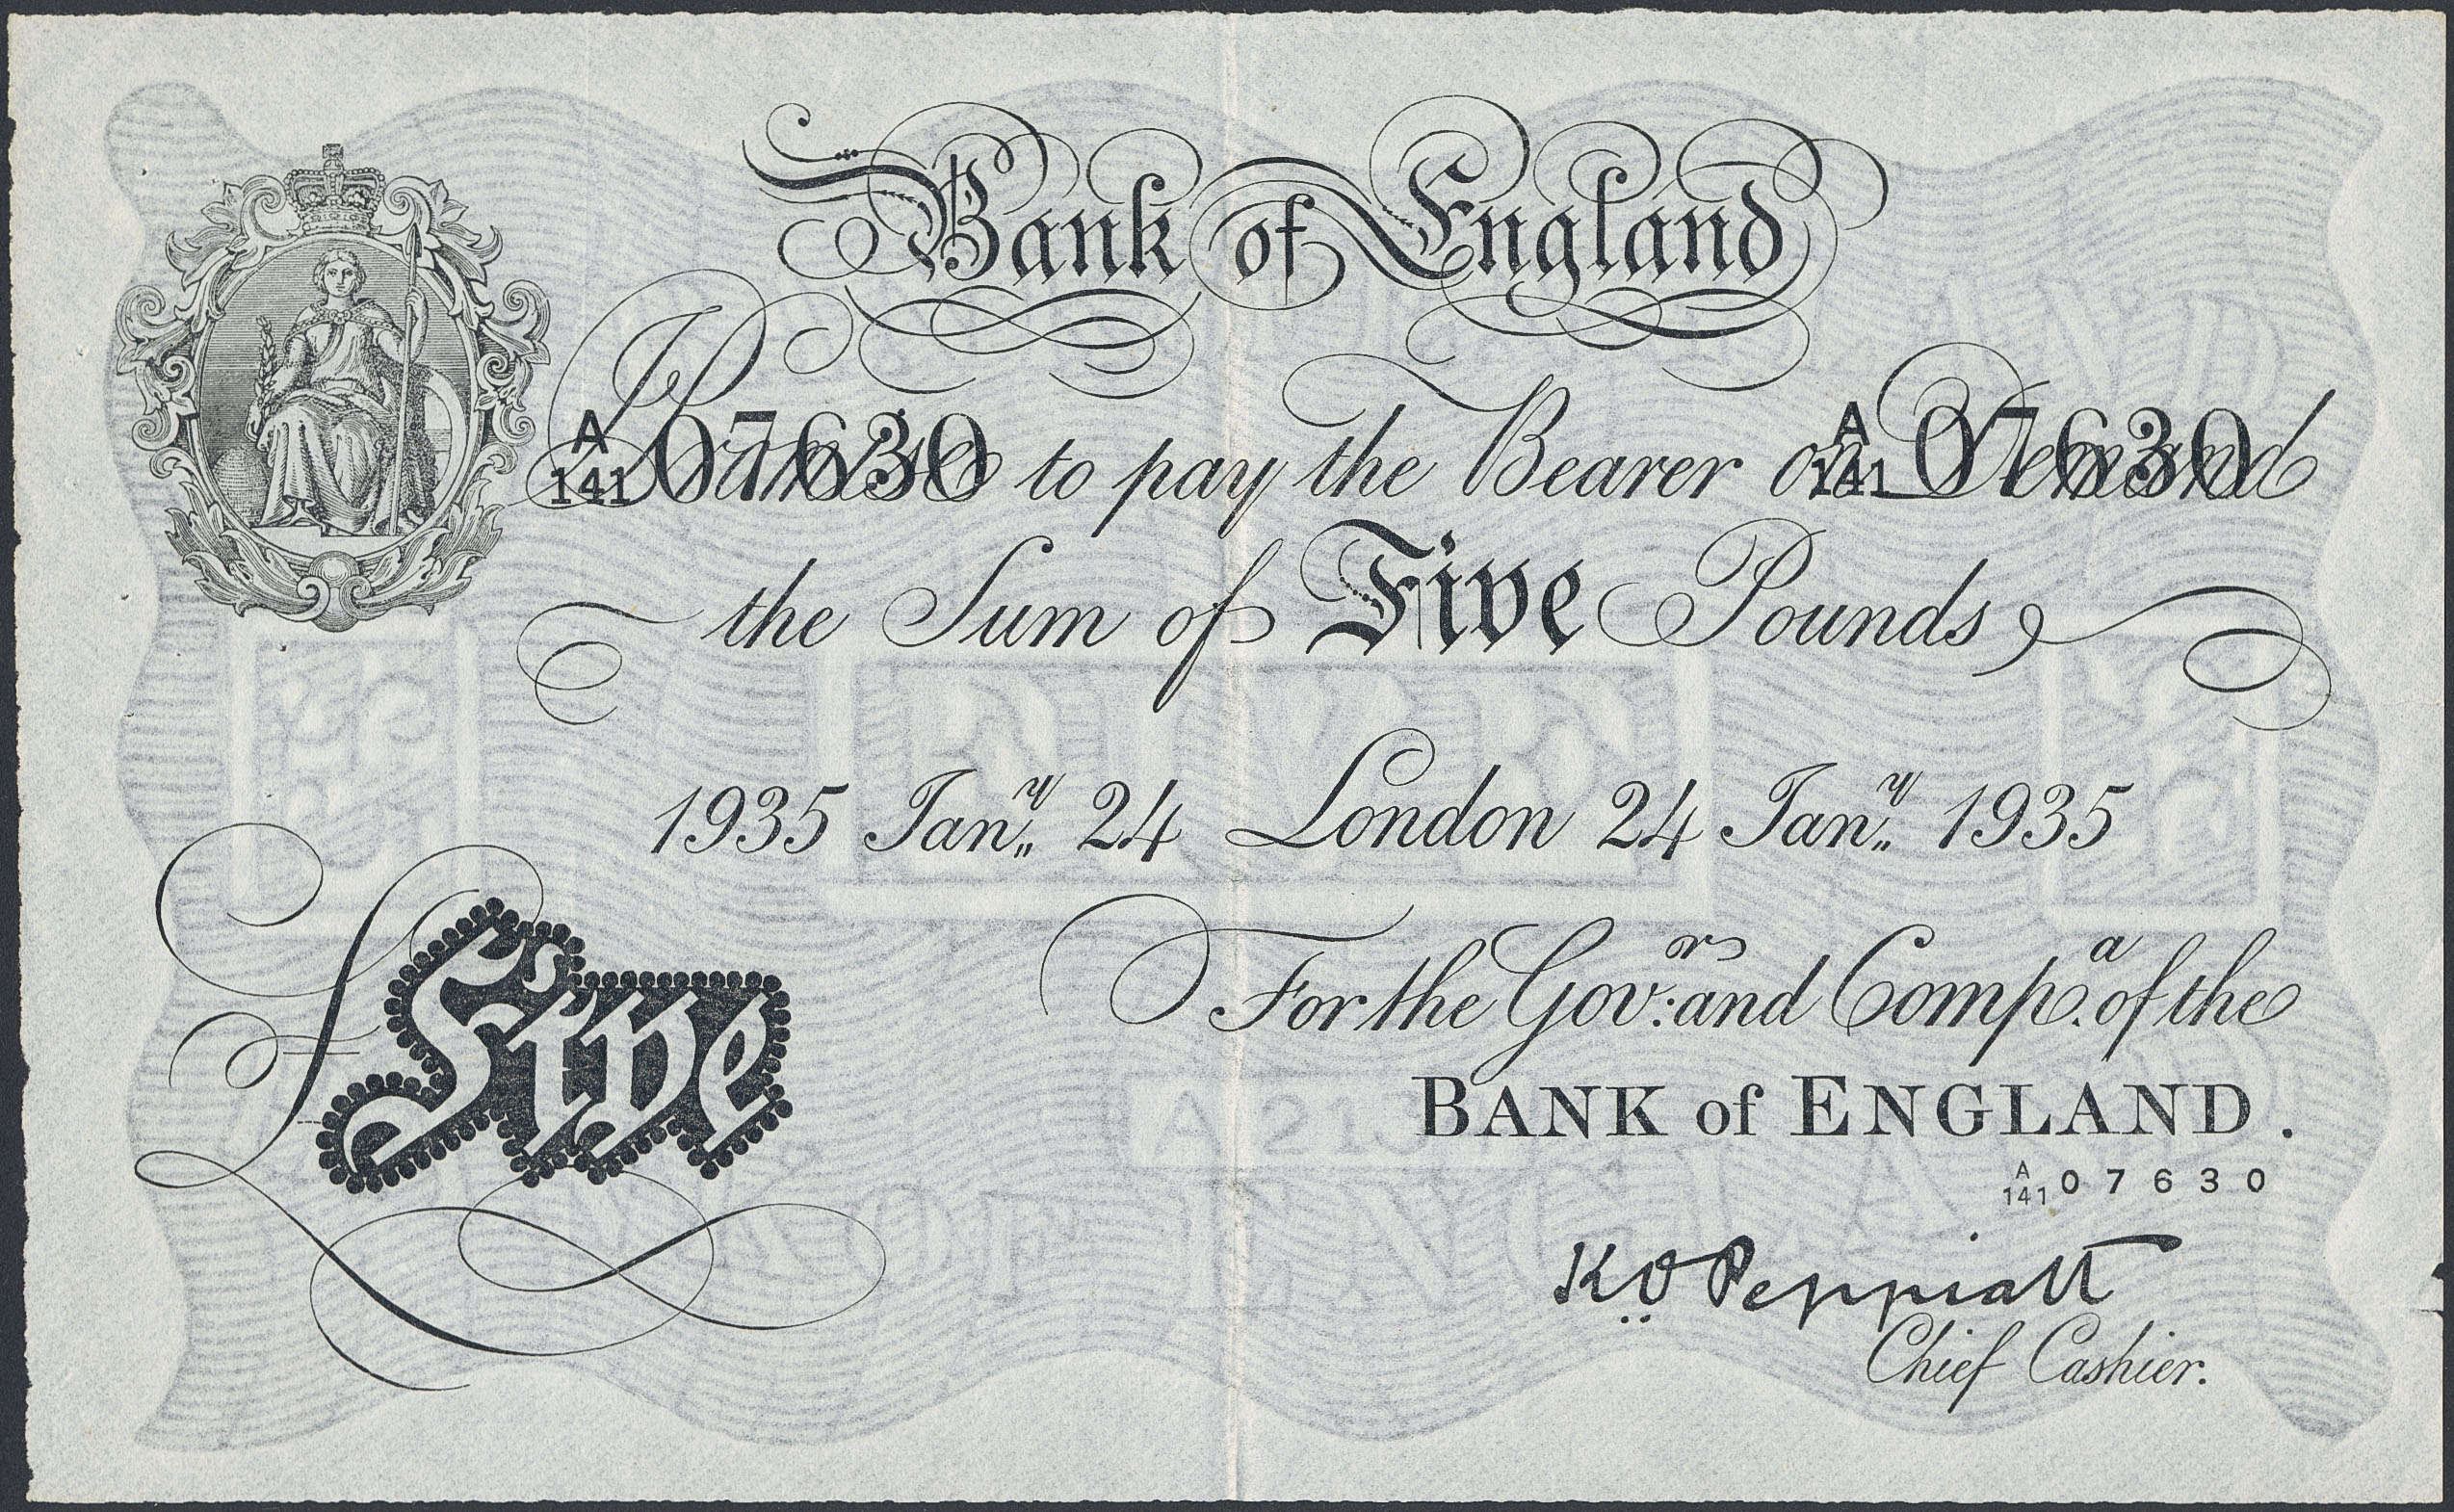 Bank of England
I Promise to pay the Bearer on Demand
A 141 07630 A 141 07630
the Sum of Five Pounds
1935 Jan.y 24 London 24 Jan.y 1935
For the Gov.rs and Comp.a of the
BANK of ENGLAND.
A 141 07630
£Five
K O Peppiatt
Chief Cashier.